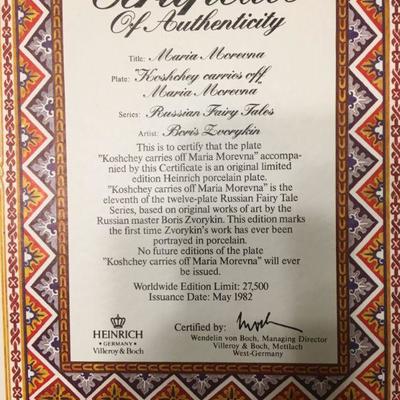 Certificate
Of Authenticity
Title: Maria Morevna
Plate: "Koshchey carries off
Maria Morevna"
Series: Russian Fairy Tales
Artist: Boris Zvorykin
This is to certify that the plate
"Koshchey carries off Maria Morevna" accompa-
nied by this Certificate is an original limited
edition Heinrich porcelain plate.
"Koshchey carries off Maria Morevna" is the
eleventh of the twelve-plate Russian Fairy Tale
Series, based on original works of art by the
Russian master Boris Zvorykin. This edition marks
the first time Zvorykin's work has ever been
portrayed in porcelain.
No future editions of the plate
"Koshchey carries off Maria Morevna" will ever
be issued.
Worldwide Edition Limit: 27,500
Issuance Date: May 1982
HEINRICH
GERMANY
Villeroy & Boch
Certified by:
Wendelin von Boch, Managing Director
Villeroy & Boch, Mettlach
West-Germany